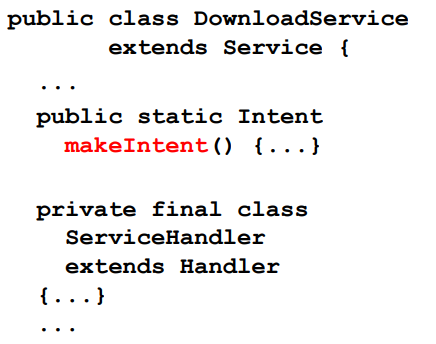 public class DownloadService
extends Service {
...
public static Intent
makeIntent() {...}
private final class
ServiceHandler
extends Handler
{...}
...